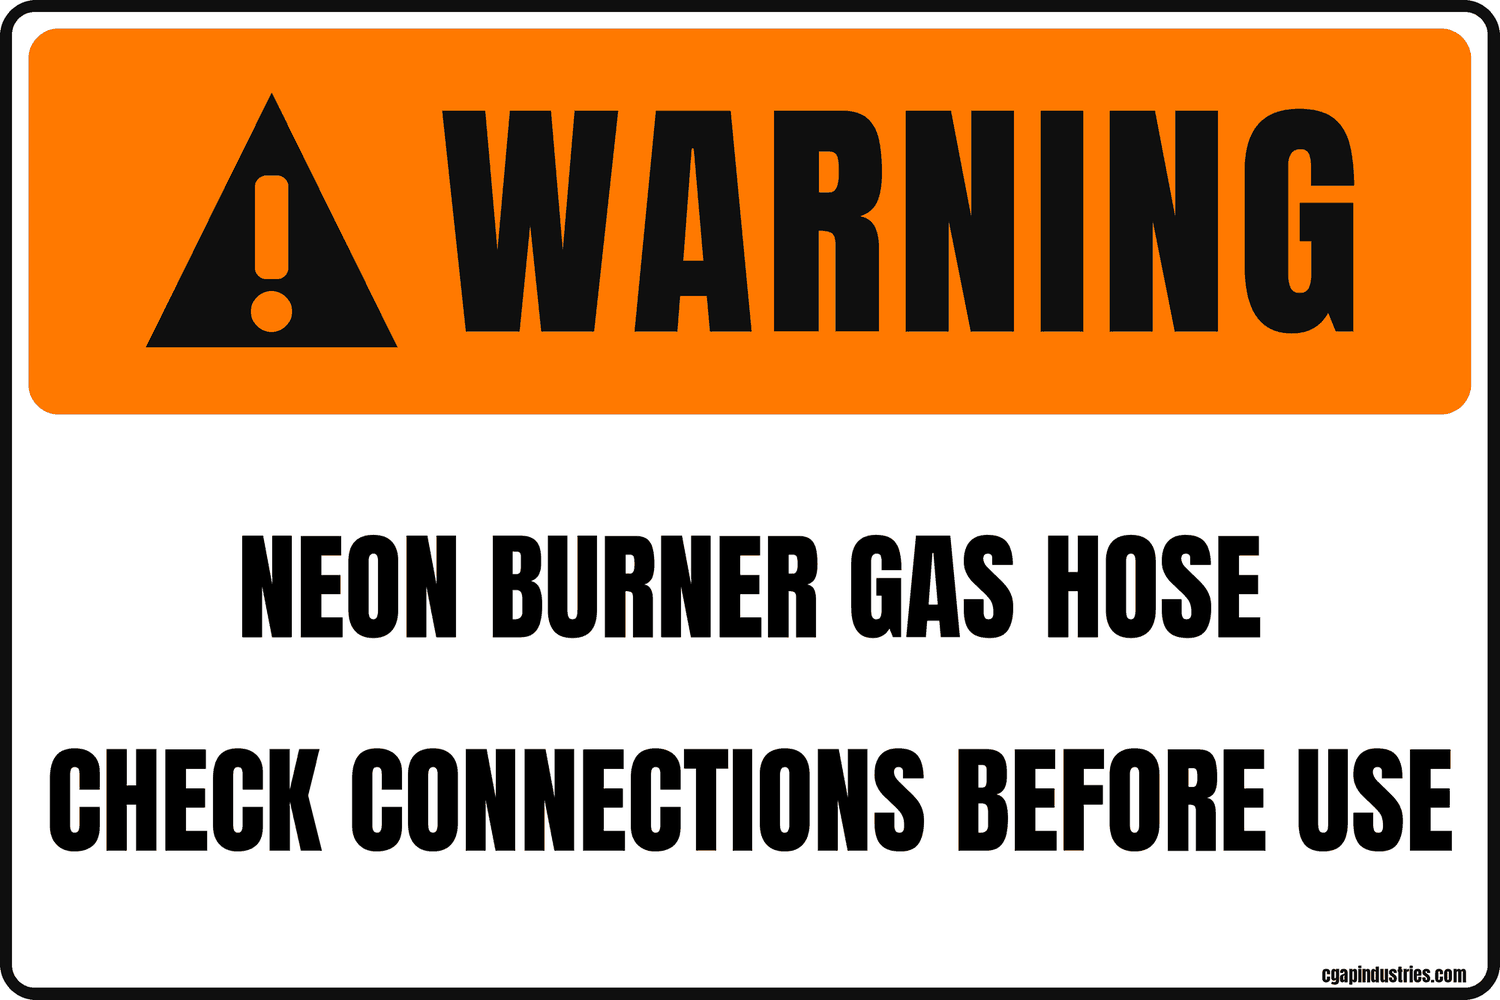 WARNING
NEON BURNER GAS HOSE
CHECK CONNECTIONS BEFORE USE
cgapindustries.com